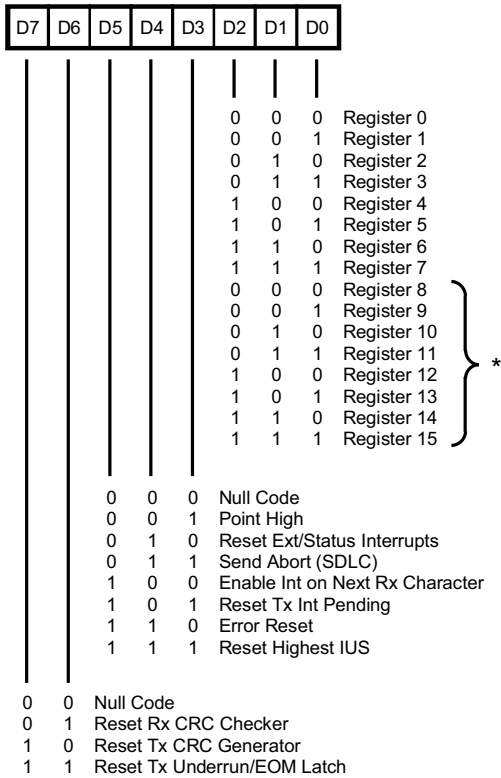 D7 D6 D5 D4 D3 D2 D1 D0
0 0 0 Register 0
0 0 1 Register 1
0 1 0 Register 2
0 1 1 Register 3
1 0 0 Register 4
1 0 1 Register 5
1 1 0 Register 6
1 1 1 Register 7
0 0 0 Register 8
0 0 1 Register 9
0 1 0 Register 10
0 1 1 Register 11
1 0 0 Register 12
1 0 1 Register 13
1 1 0 Register 14
1 1 1 Register 15
*
0 0 0 Null Code
0 0 1 Point High
0 1 0 Reset Ext/Status Interrupts
0 1 1 Send Abort (SDLC)
1 0 0 Enable Int on Next Rx Character
1 0 1 Reset Tx Int Pending
1 1 0 Error Reset
1 1 1 Reset Highest IUS
0 0 Null Code
0 1 Reset Rx CRC Checker
1 0 Reset Tx CRC Generator
1 1 Reset Tx Underrun/EOM Latch